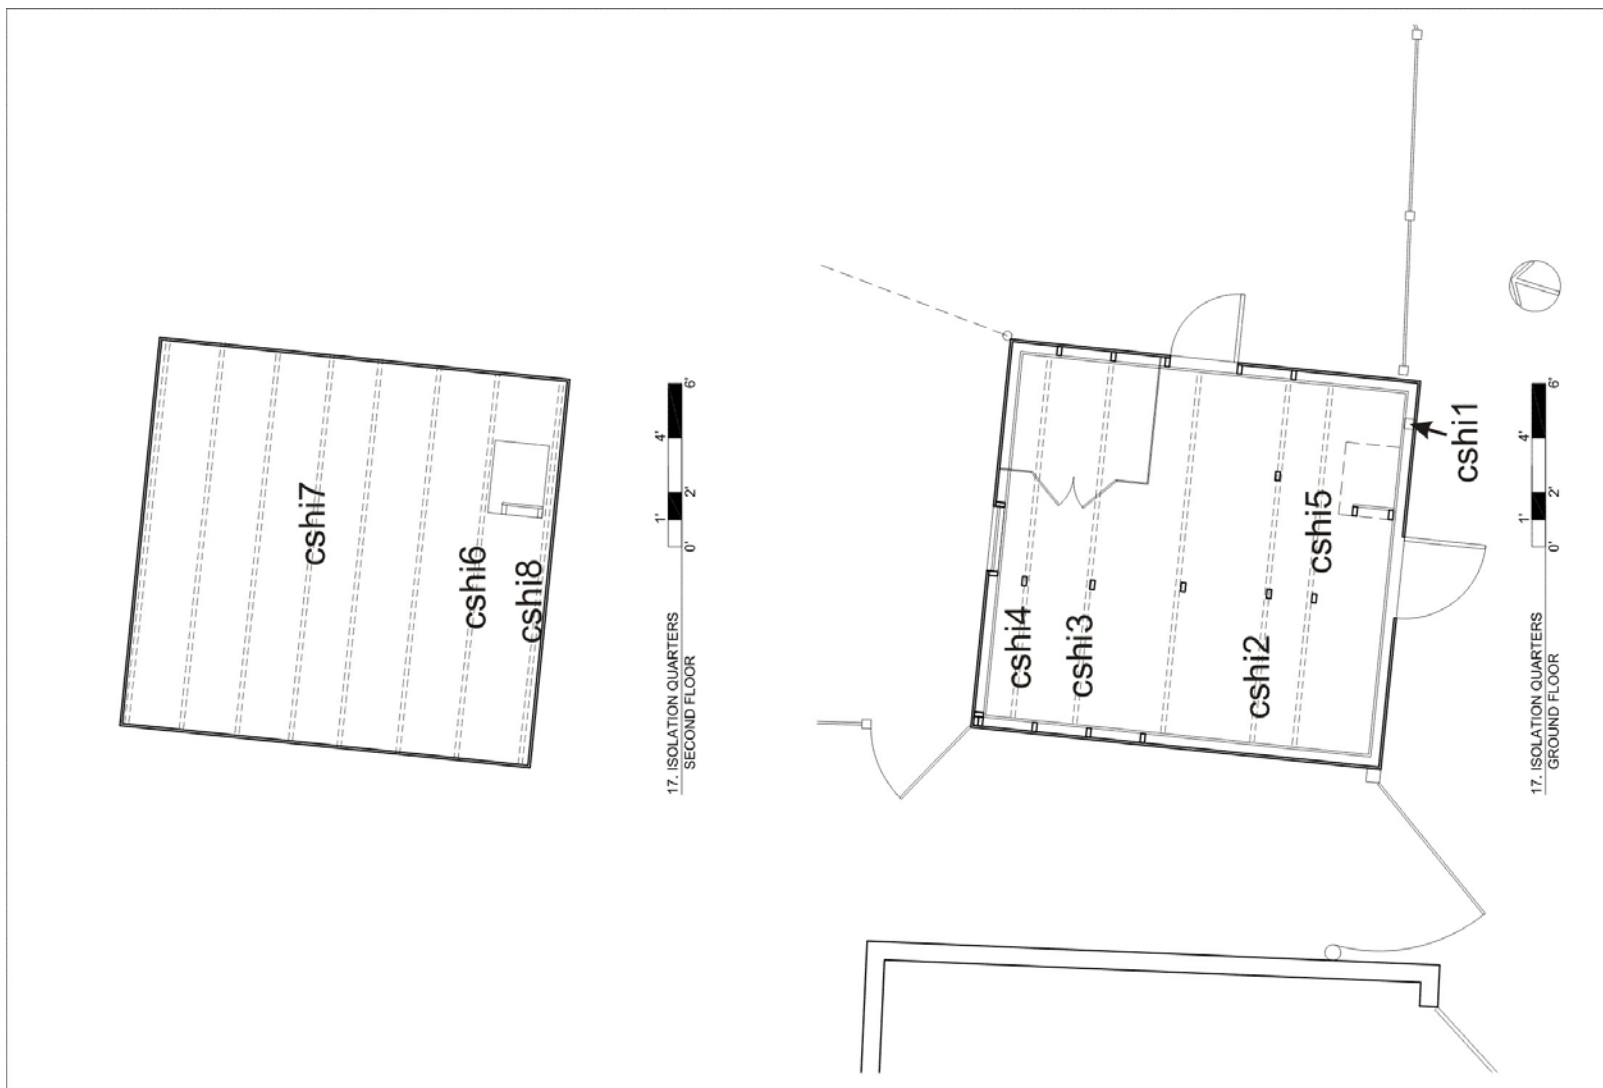 cshi7
cshi6
cshi8
0' 1' 2' 4' 6'
17. ISOLATION QUARTERS
SECOND FLOOR
cshi4
cshi3
cshi2
cshi5
cshi1
0' 1' 2' 4' 6'
17. ISOLATION QUARTERS
GROUND FLOOR